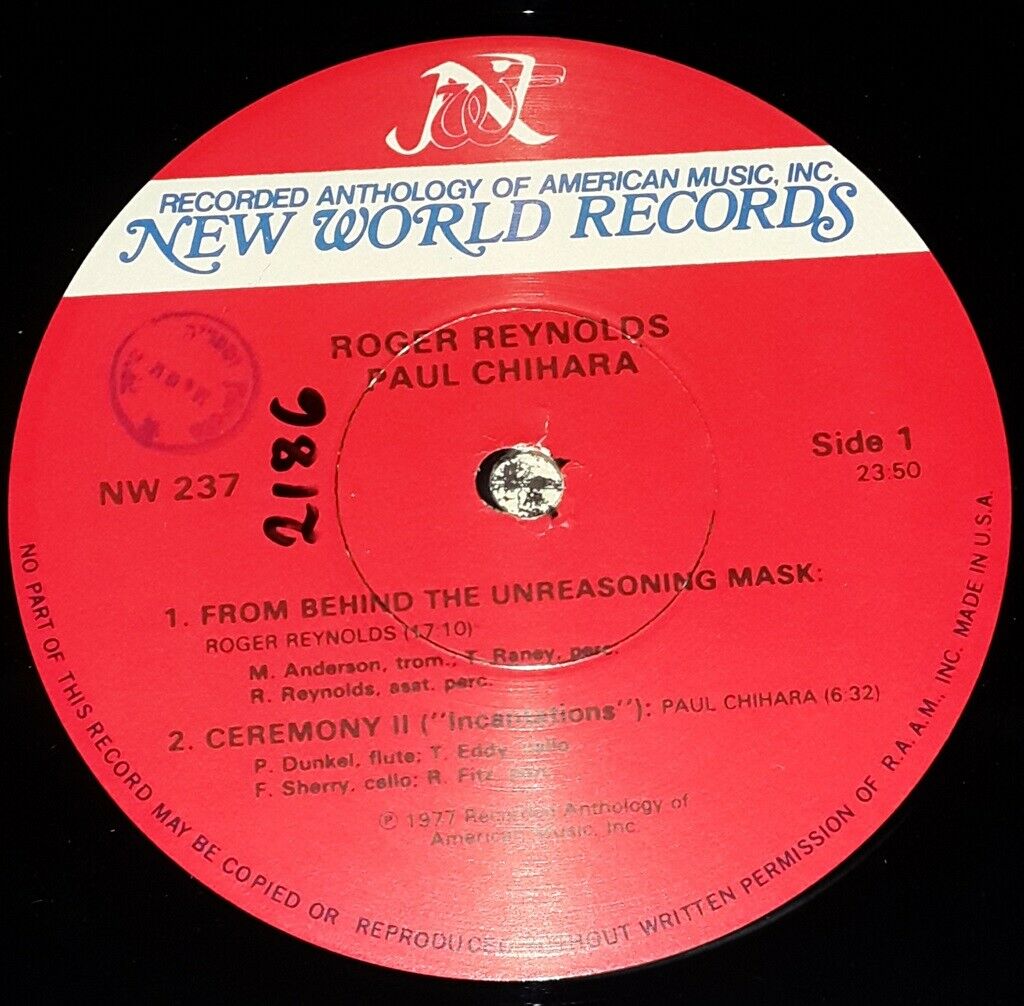 RECORDED ANTHOLOGY OF AMERICAN MUSIC, INC.
NEW WORLD RECORDS
ROGER REYNOLDS
PAUL CHIHARA
NW 237
2186
Side 1
23:50
1. FROM BEHIND THE UNREASONING MASK:
ROGER REYNOLDS (17:10)
M. Anderson, trom.; T. Raney, perc.
R. Reynolds, asst. perc.
2. CEREMONY II ("Incantations"): PAUL CHIHARA (6:32)
P. Dunkel, flute; T. Eddy, cello
F. Sherry, cello; R. Fitz, perc.
℗ 1977 Recorded Anthology of
American Music, Inc.
NO PART OF THIS RECORD MAY BE COPIED OR REPRODUCED WITHOUT WRITTEN PERMISSION OF R.A.A.M., INC. MADE IN U.S.A.